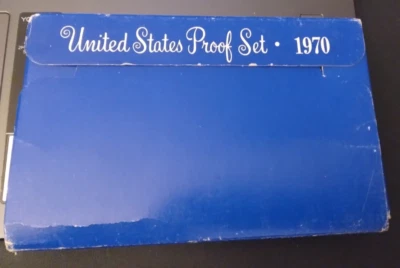 United States Proof Set · 1970